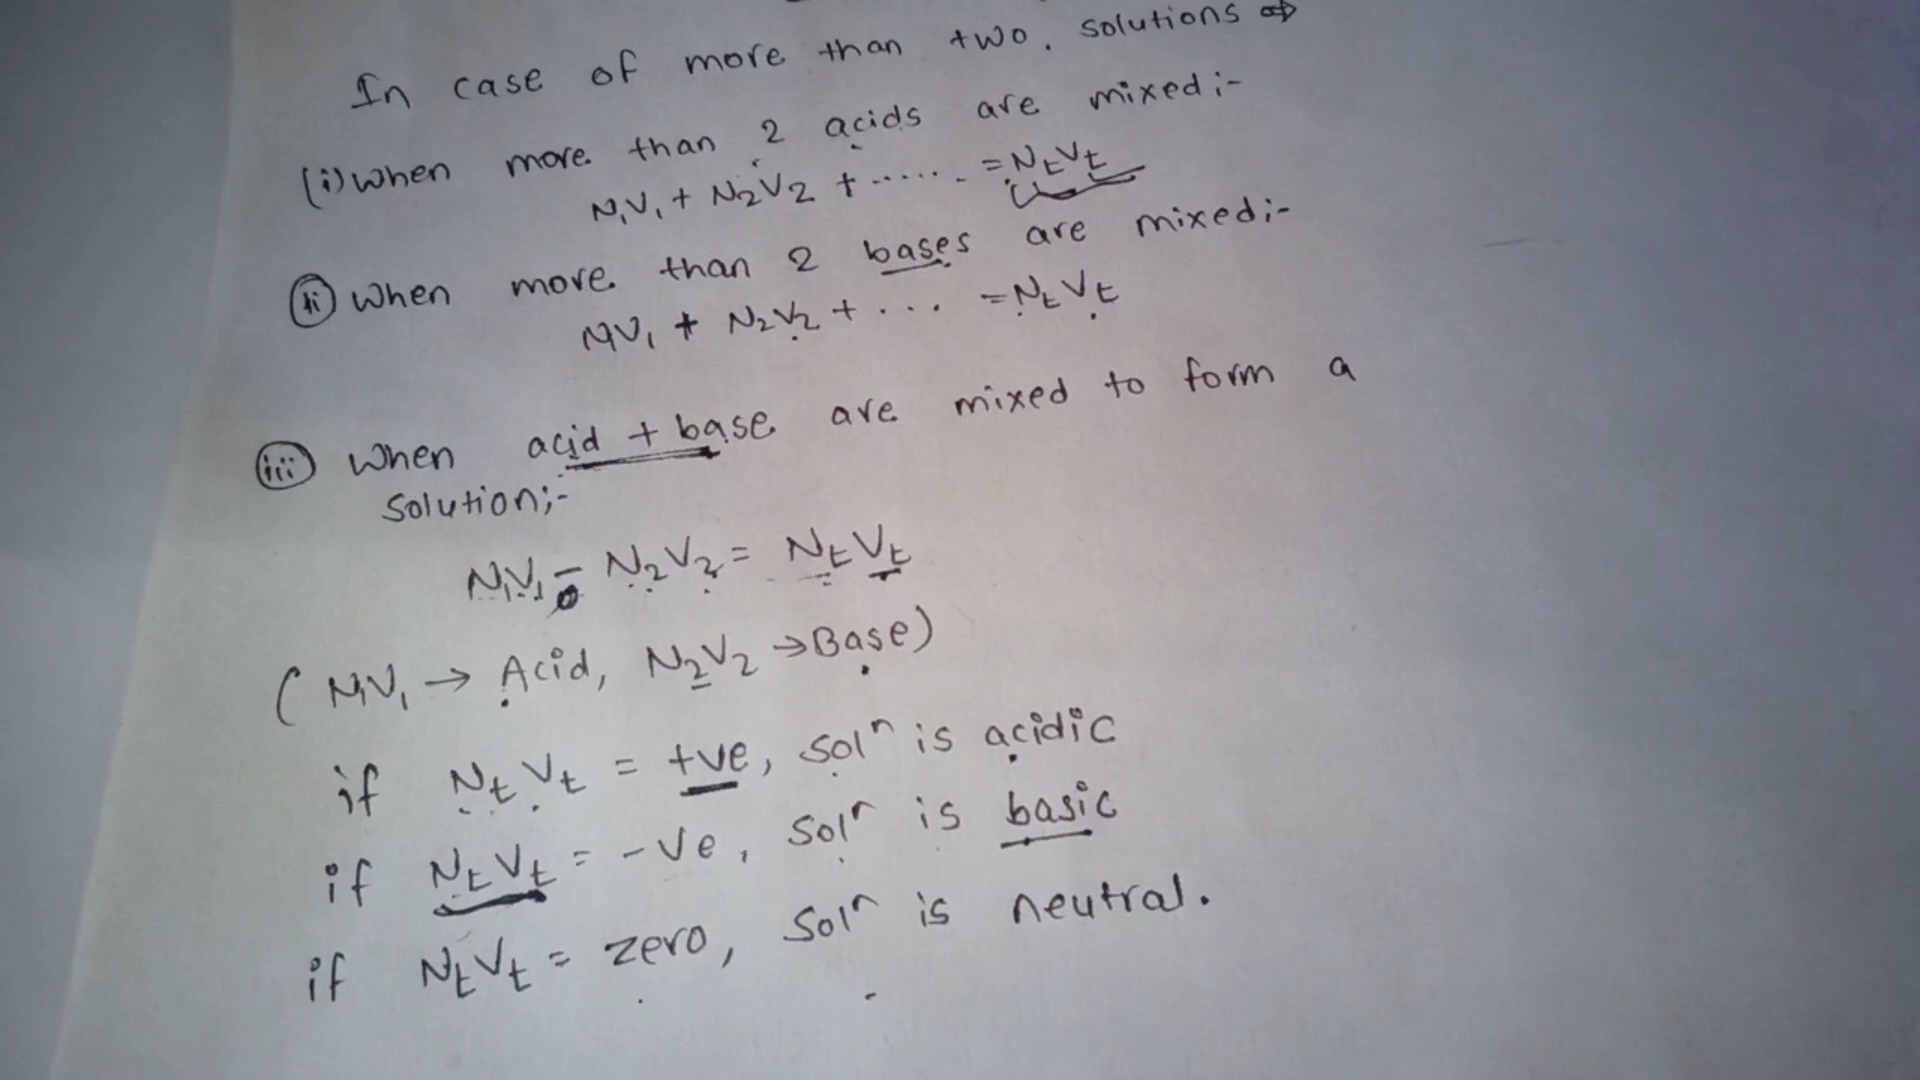 In case of more than two. solutions ⇒
(i) When more than 2 acids are mixed :-
N₁V₁ + N₂V₂ + ....... = NtVt
(ii) When more than 2 bases are mixed :-
N₁V₁ + N₂V₂ + ... = NtVt
(iii) When acid + base are mixed to form a
solution :-
N₁V₁ - N₂V₂ = NtVt
( N₁V₁ → Acid, N₂V₂ → Base)
if NtVt = +ve, solⁿ is acidic
if NtVt = -ve, solⁿ is basic
if NtVt = zero, solⁿ is neutral.